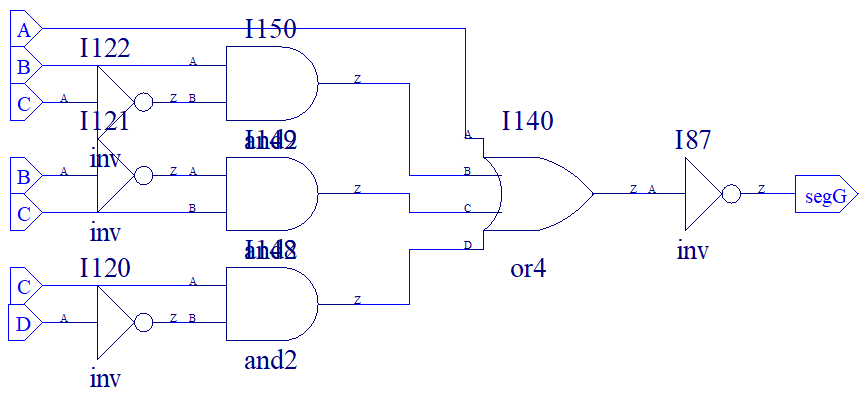 A
I150
I122
B
A
C
A
Z
B
Z
I121
and2
I149
I140
A
I87
inv
B
A
Z
A
B
C
B
Z
C
Z
A
Z
segG
inv
and2
I148
D
inv
I120
or4
C
A
D
A
Z
B
Z
and2
inv